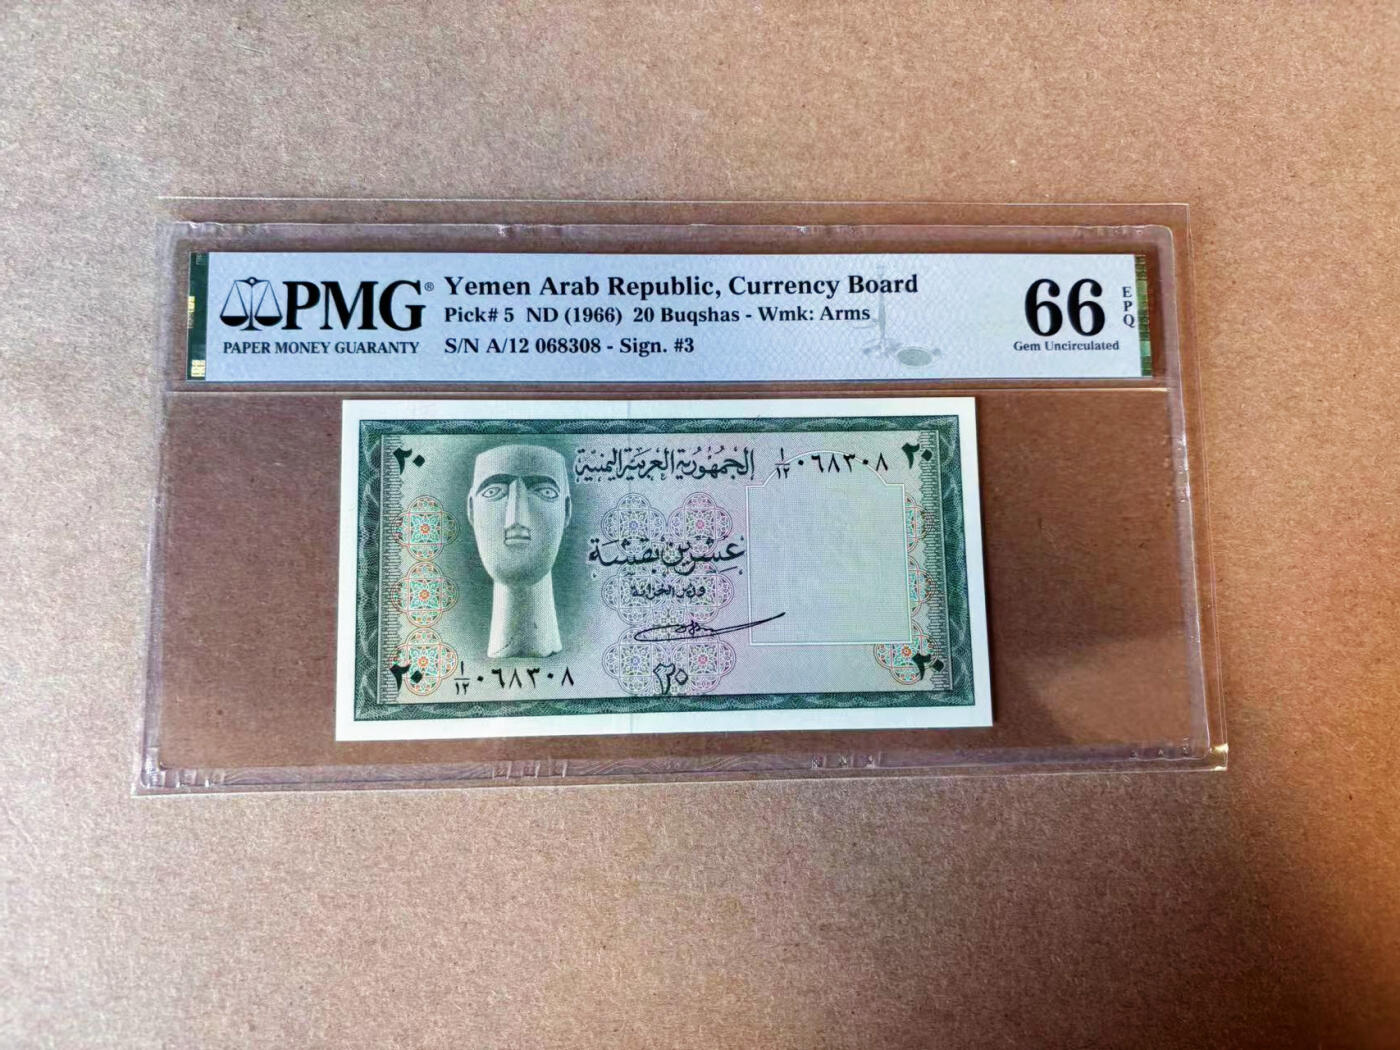 PMG®
PAPER MONEY GUARANTY
Yemen Arab Republic, Currency Board
Pick# 5 ND (1966) 20 Buqshas - Wmk: Arms
S/N A/12 068308 - Sign. #3
66
EPQ
Gem Uncirculated
٢٠
الجمهورية العربية اليمنية
١/١٢ ٠٦٨٣٠٨
٢٠
عشرين بقشة
وزير الخزانة
٢٠
١/١٢ ٠٦٨٣٠٨
٢٠
٢٠